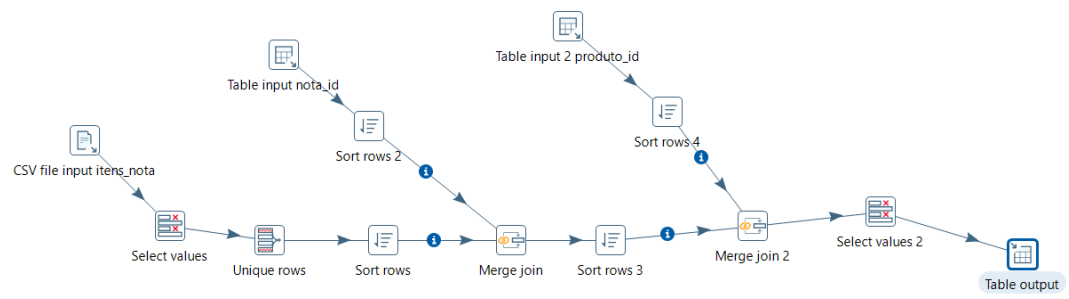 Table input 2 produto_id
Table input nota_id
Sort rows 4
Sort rows 2
CSV file input itens_nota
Select values
Unique rows
Sort rows
Merge join
Sort rows 3
Merge join 2
Select values 2
Table output